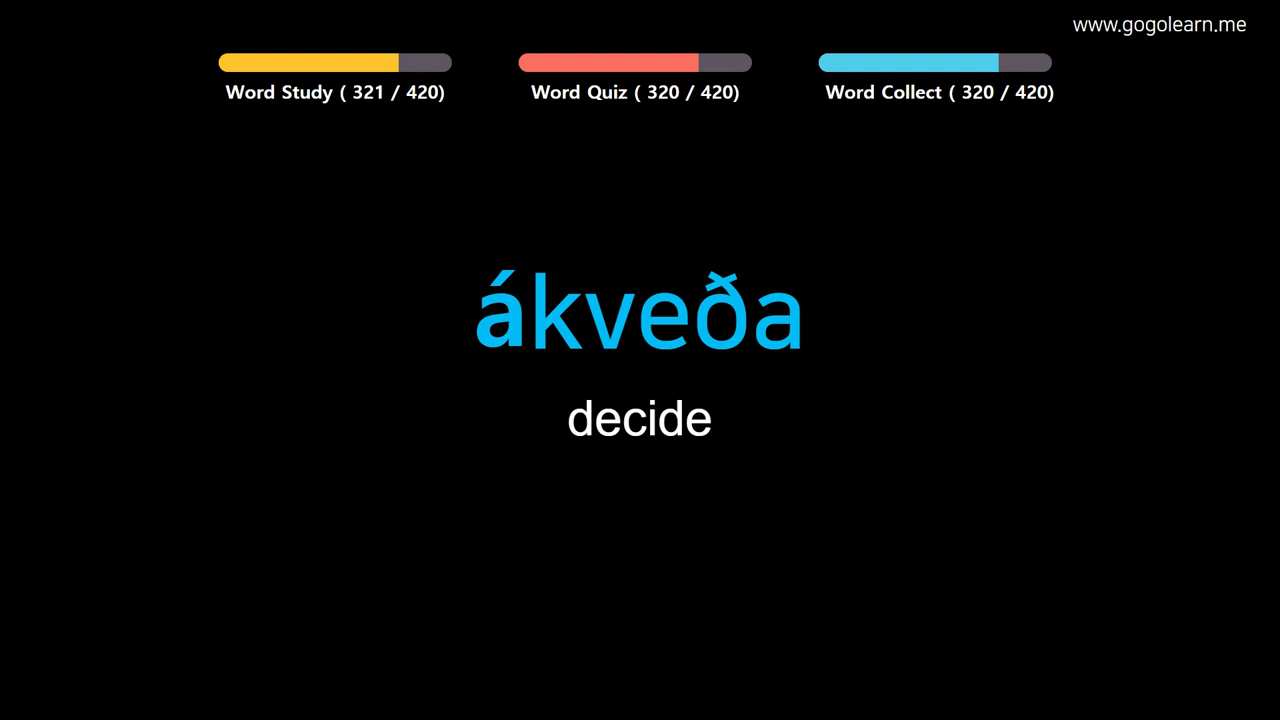 www.gogolearn.me
Word Study ( 321 / 420)
Word Quiz ( 320 / 420)
Word Collect ( 320 / 420)
ákveða
decide